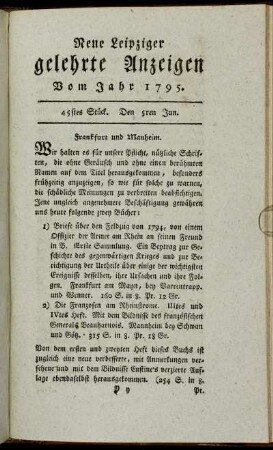 Neue Leipziger
gelehrte Anzeigen
Vom Jahr 1795.
45stes Stück. Den 5ten Jun.
Frankfurt und Manheim.
Wir halten es für unsere Pflicht, nützliche Schrif-
ten, die ohne Geräusch und ohne einen berühmten
Namen auf dem Titel herauskommen, besonders
frühzeitig anzuzeigen, so wie für solche zu warnen,
die schädliche Meinungen zu verbreiten beabsichtigen.
Jene ungleich angenehmere Beschäftigung gewähren
uns heute folgende zwey Bücher:
1) Briefe über den Feldzug von 1794, von einem
Offizier der Armee am Rhein an seinen Freund
in B. Erste Sammlung. Ein Beytrag zur Ge-
schichte des gegenwärtigen Krieges und zur Be-
richtigung der Urtheile über einige der wichtigsten
Ereignisse desselben, ihrer Ursachen und ihre Fol-
gen. Frankfurt am Mayn, bey Varrentrapp.
und Wenner. 160 S. in 8. Pr. 12 Gr.
2) Die Franzosen am Rheinstrome. IIItes und
IVtes Heft. Mit dem Bildnisse des französischen
Generals Beauharnois. Mannheim bey Schwan
und Götz. 315 S. in 8. Pr. 18 Gr.
Von dem ersten und zweyten Heft dieses Buchs ist
zugleich eine neue verbesserte, mit Anmerkungen ver-
sehene und mit dem Bildnisse Custine's verzierte Auf-
lage ebendaselbst herausgekommen. (254 S. in 8.
P p Pr.